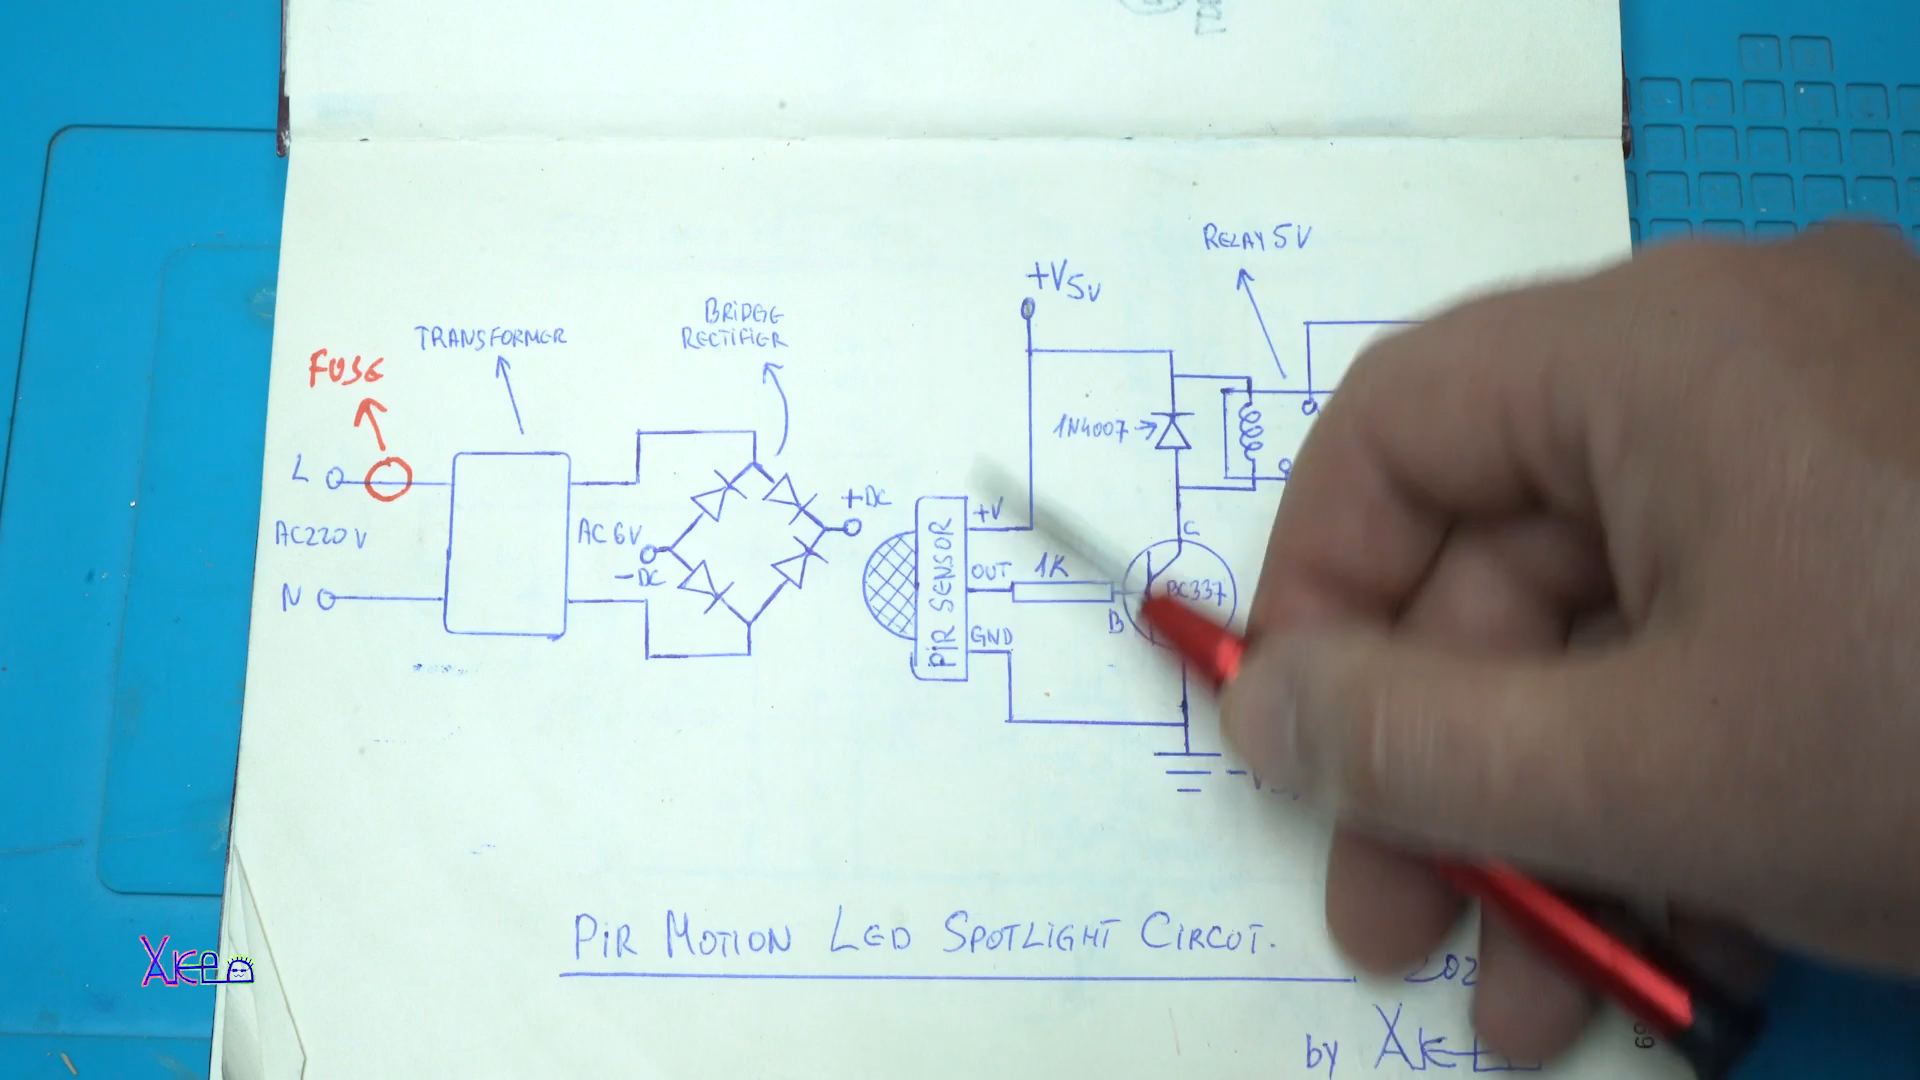 RELAY 5V
+V5V
BRIDGE
RECTIFIER
TRANSFORMER
FUSE
1N4007
L
+DC
+V
AC220V
AC 6V
C
-DC
PIR SENSOR
OUT
1K
BC337
B
N
GND
PIR MOTION LED SPOTLIGHT CIRCOT.
by